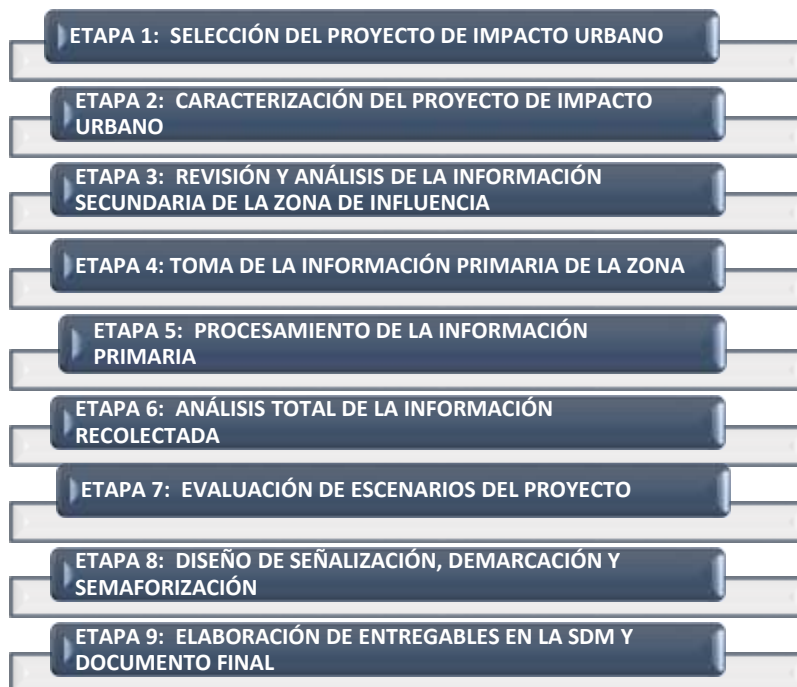 ETAPA 1: SELECCIÓN DEL PROYECTO DE IMPACTO URBANO
ETAPA 2: CARACTERIZACIÓN DEL PROYECTO DE IMPACTO
URBANO
ETAPA 3: REVISIÓN Y ANÁLISIS DE LA INFORMACIÓN
SECUNDARIA DE LA ZONA DE INFLUENCIA
ETAPA 4: TOMA DE LA INFORMACIÓN PRIMARIA DE LA ZONA
ETAPA 5: PROCESAMIENTO DE LA INFORMACIÓN
PRIMARIA
ETAPA 6: ANÁLISIS TOTAL DE LA INFORMACIÓN
RECOLECTADA
ETAPA 7: EVALUACIÓN DE ESCENARIOS DEL PROYECTO
ETAPA 8: DISEÑO DE SEÑALIZACIÓN, DEMARCACIÓN Y
SEMAFORIZACIÓN
ETAPA 9: ELABORACIÓN DE ENTREGABLES EN LA SDM Y
DOCUMENTO FINAL